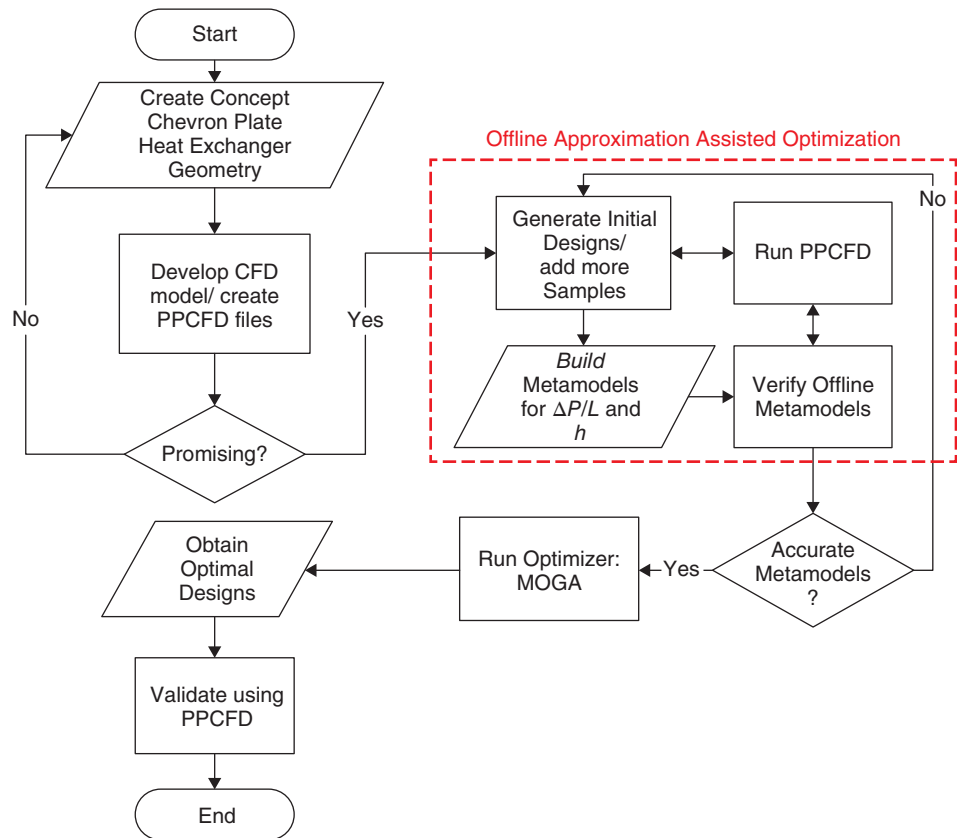 Start
Create Concept
Chevron Plate
Heat Exchanger
Geometry
Develop CFD
model/ create
PPCFD files
Promising?
No
Yes
Offline Approximation Assisted Optimization
Generate Initial
Designs/
add more
Samples
Run PPCFD
No
Build
Metamodels
for ΔP/L and
h
Verify Offline
Metamodels
Accurate
Metamodels
?
Yes
Run Optimizer:
MOGA
Obtain
Optimal
Designs
Validate using
PPCFD
End